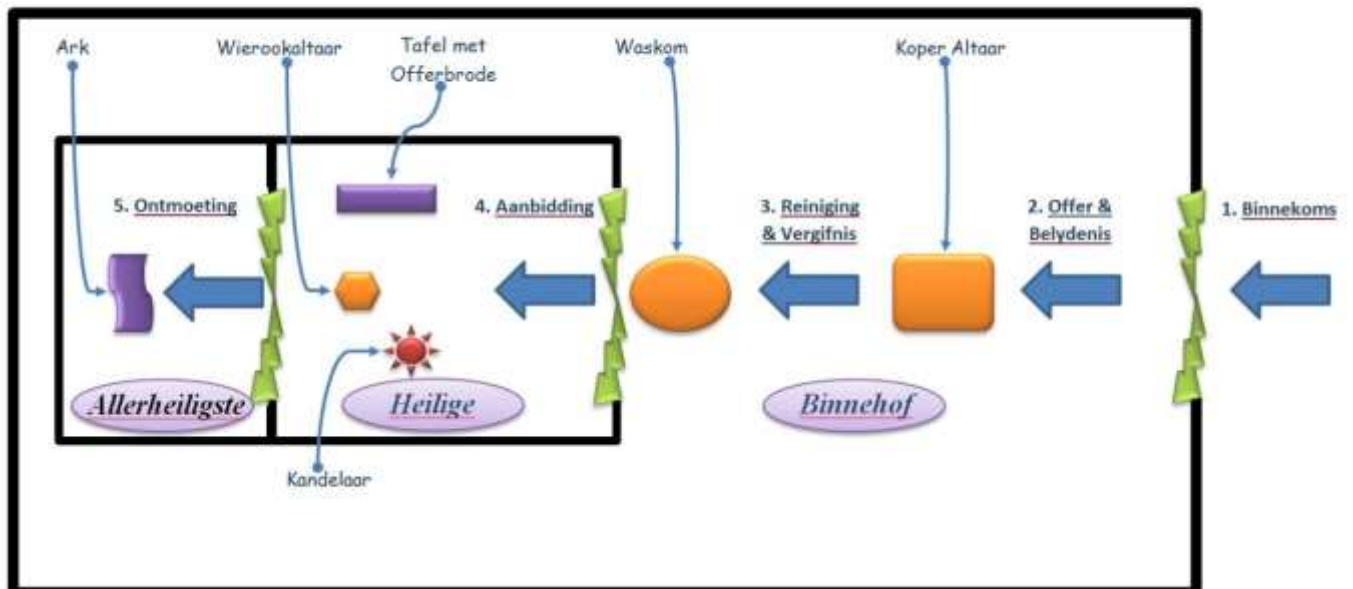 Ark
Wierookaltaar
Tafel met
Offerbrode
Waskom
Koper Altaar
5. Ontmoeting
4. Aanbidding
3. Reiniging
& Vergifnis
2. Offer &
Belydenis
1. Binnekoms
Allerheiligste
Heilige
Binnehof
Kandelaar